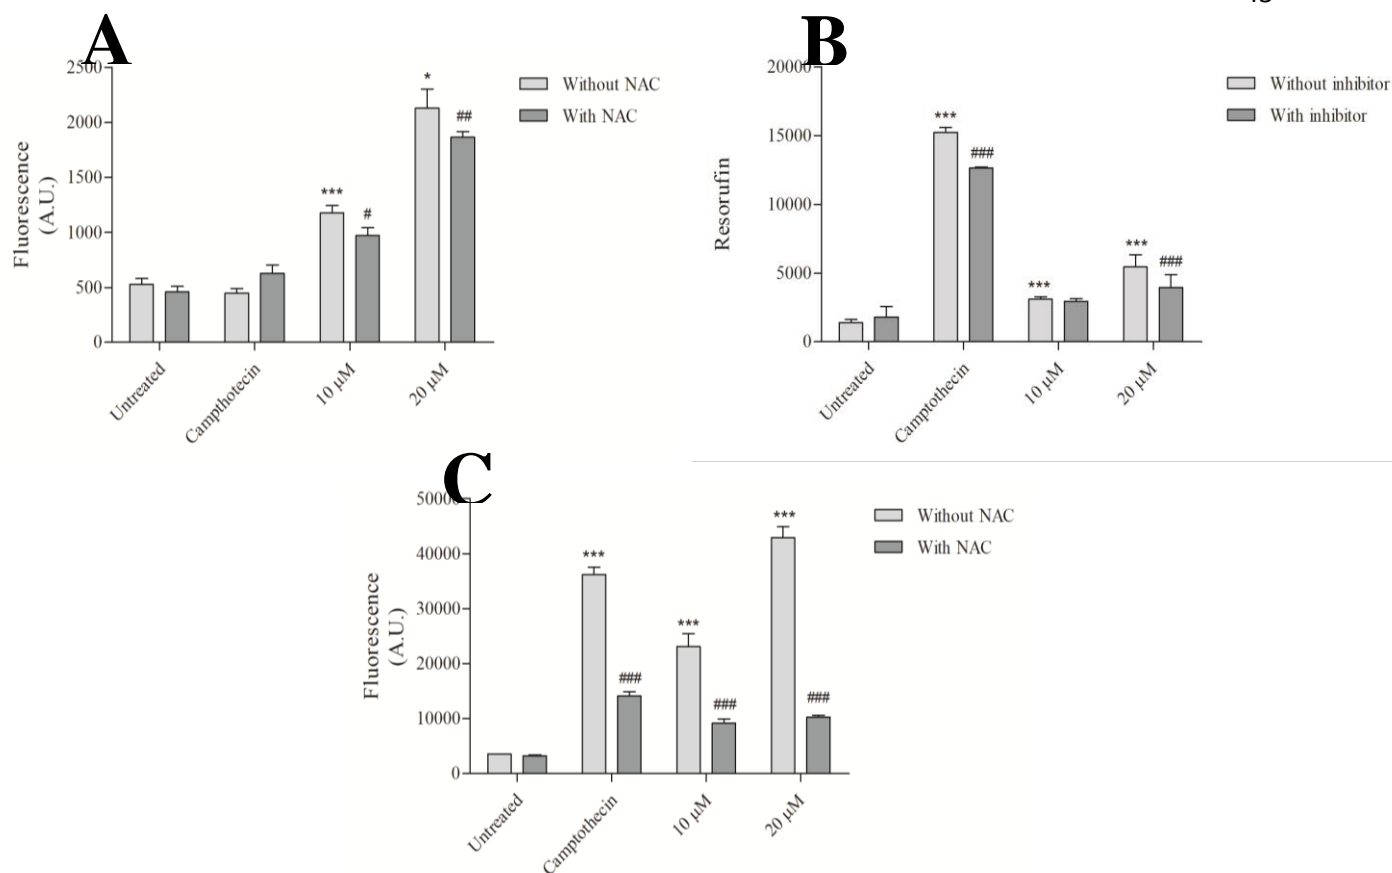 A
2500
2000
1500
1000
500
0
Fluorescence
(A.U.)
*
##
***
#
Without NAC
With NAC
Untreated
Campthotecin
10 µM
20 µM
B
20000
15000
10000
5000
0
Resorufin
***
###
***
***
###
Without inhibitor
With inhibitor
Untreated
Camptothecin
10 µM
20 µM
C
50000
40000
30000
20000
10000
0
Fluorescence
(A.U.)
***
###
***
###
***
###
Without NAC
With NAC
Untreated
Camptothecin
10 µM
20 µM